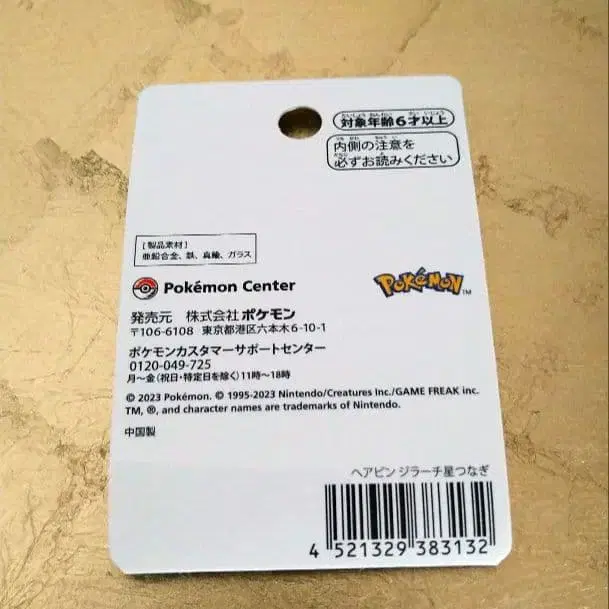 対象年齢6才以上
内側の注意を
必ずお読みください
[製品素材]
亜鉛合金、鉄、真鍮、ガラス
Pokémon Center
POKéMON TM
発売元 株式会社ポケモン
〒106-6108 東京都港区六本木6-10-1
ポケモンカスタマーサポートセンター
0120-049-725
月～金(祝日・特定日を除く)11時～18時
© 2023 Pokémon. © 1995-2023 Nintendo/Creatures Inc./GAME FREAK inc.
TM, ®, and character names are trademarks of Nintendo.
中国製
ヘアピン ジラーチ星つなぎ
4 521329 383132